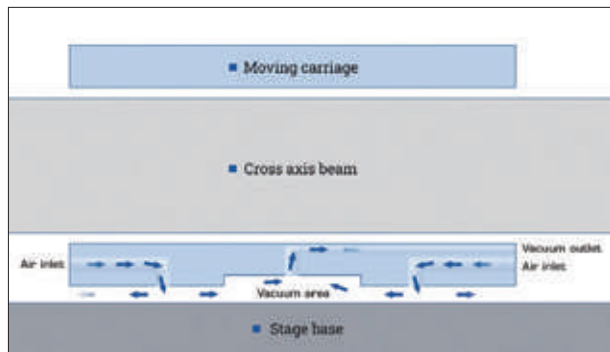 Moving carriage
Cross axis beam
Vacuum outlet
Air inlet
Air inlet
Vacuum area
Stage base